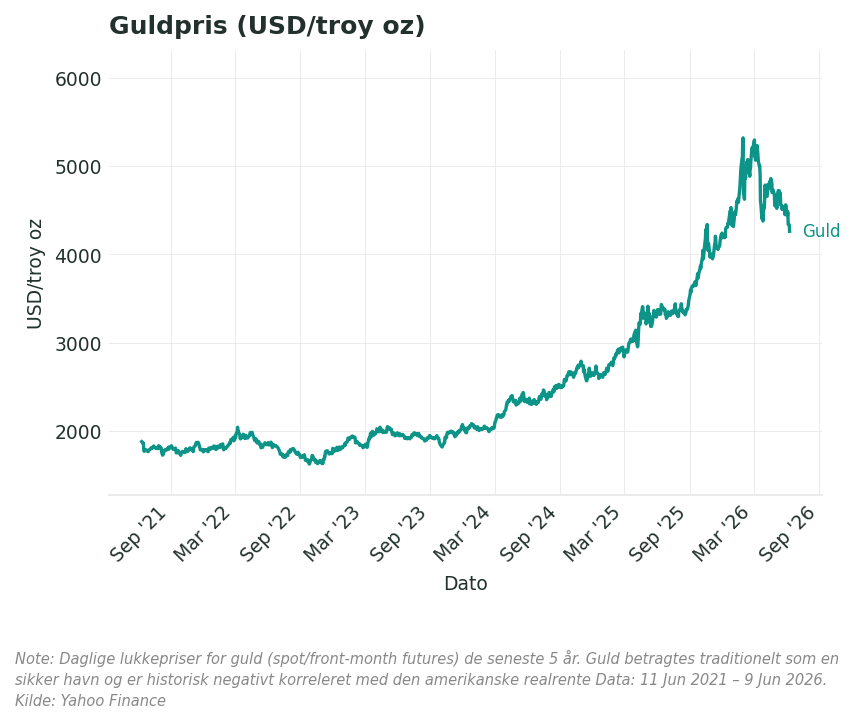 Guldpris (USD/troy oz)
6000
5000
4000
3000
2000
USD/troy oz
Guld
Sep '21
Mar '22
Sep '22
Mar '23
Sep '23
Mar '24
Sep '24
Mar '25
Sep '25
Mar '26
Sep '26
Dato
Note: Daglige lukkepriser for guld (spot/front-month futures) de seneste 5 år. Guld betragtes traditionelt som en
sikker havn og er historisk negativt korreleret med den amerikanske realrente Data: 11 Jun 2021 – 9 Jun 2026.
Kilde: Yahoo Finance